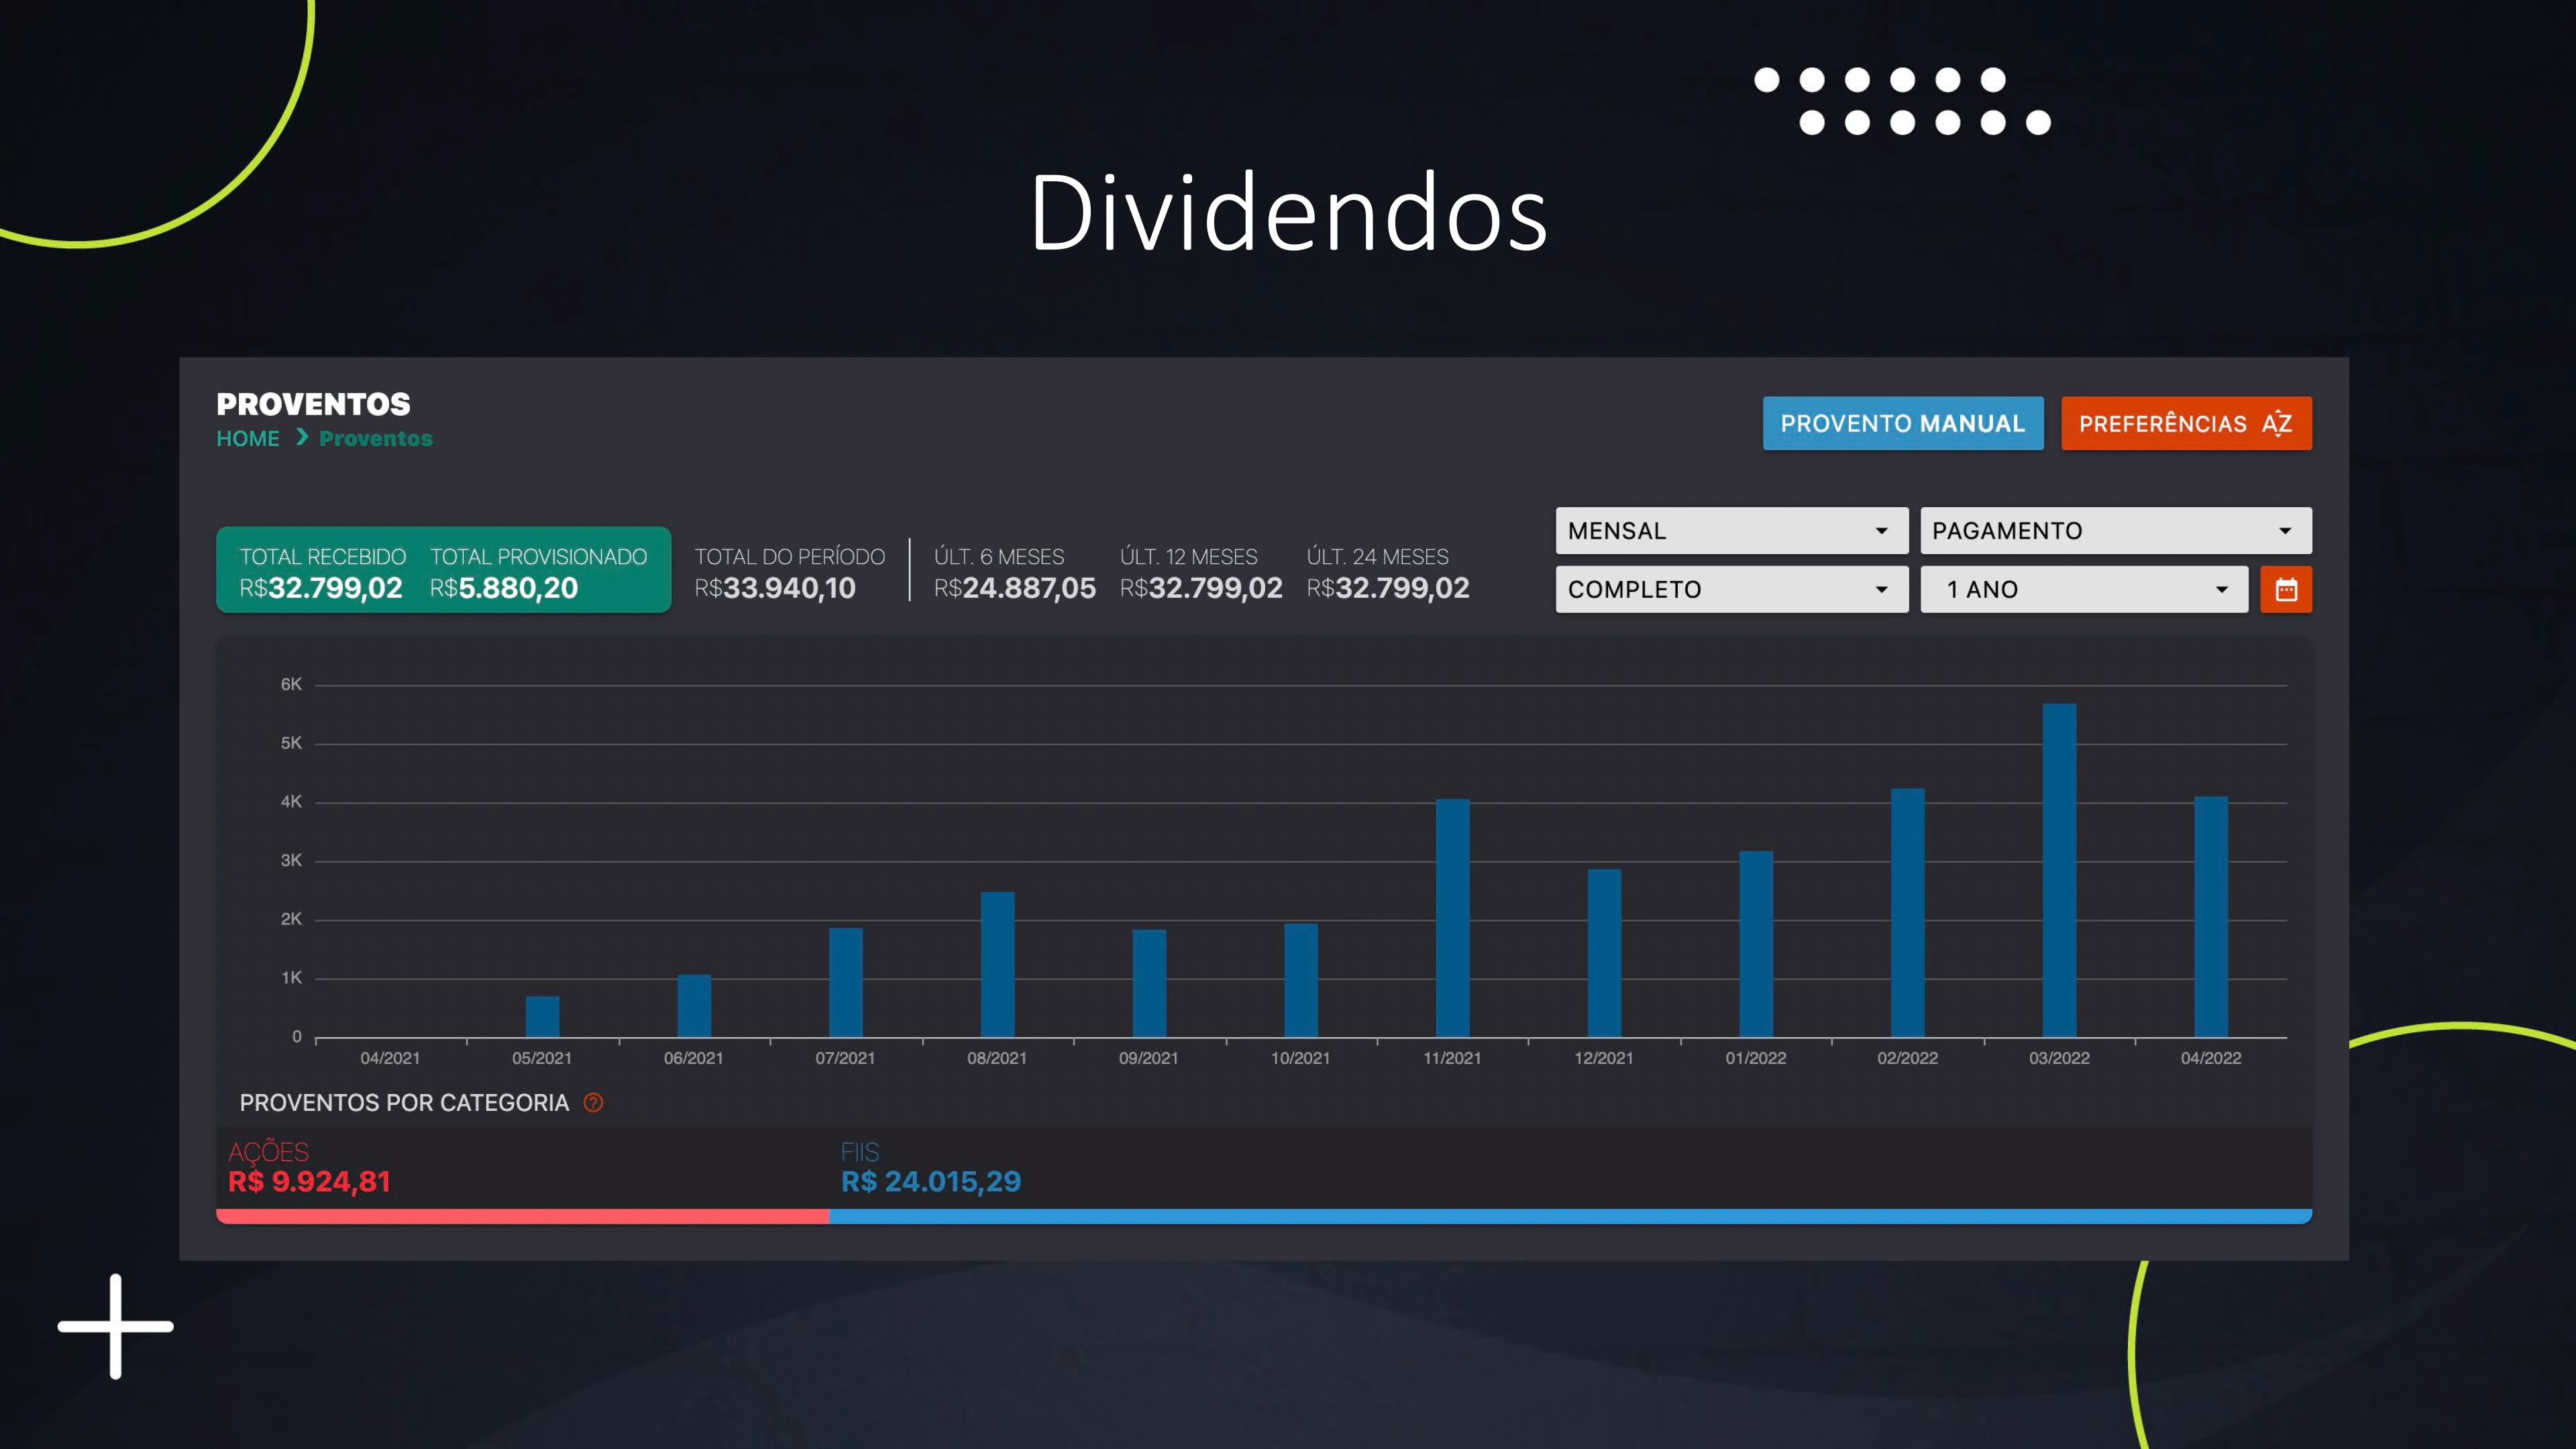 Dividendos
PROVENTOS
HOME > Proventos
PROVENTO MANUAL
PREFERÊNCIAS AZ
MENSAL
PAGAMENTO
TOTAL RECEBIDO
R$32.799,02
TOTAL PROVISIONADO
R$5.880,20
TOTAL DO PERÍODO
R$33.940,10
ÚLT. 6 MESES
R$24.887,05
ÚLT. 12 MESES
R$32.799,02
ÚLT. 24 MESES
R$32.799,02
COMPLETO
1 ANO
6K
5K
4K
3K
2K
1K
0
04/2021
05/2021
06/2021
07/2021
08/2021
09/2021
10/2021
11/2021
12/2021
01/2022
02/2022
03/2022
04/2022
PROVENTOS POR CATEGORIA ?
AÇÕES
R$ 9.924,81
FIIS
R$ 24.015,29